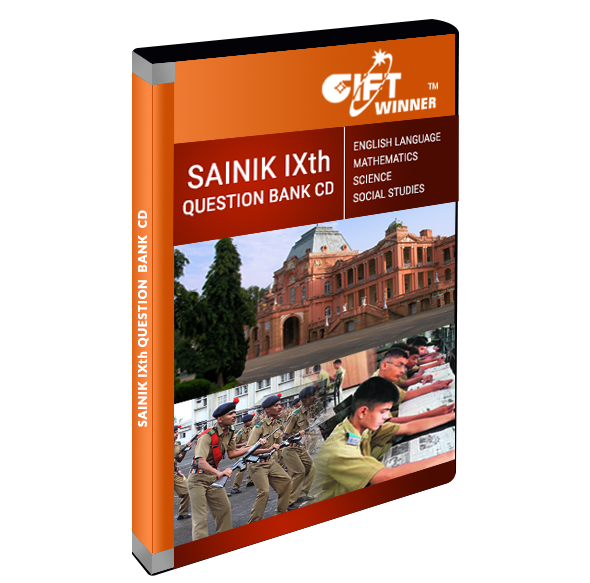 GIFT
WINNER
TM
SAINIK IXth
QUESTION BANK CD
ENGLISH LANGUAGE
MATHEMATICS
SCIENCE
SOCIAL STUDIES
SAINIK IXth QUESTION BANK CD